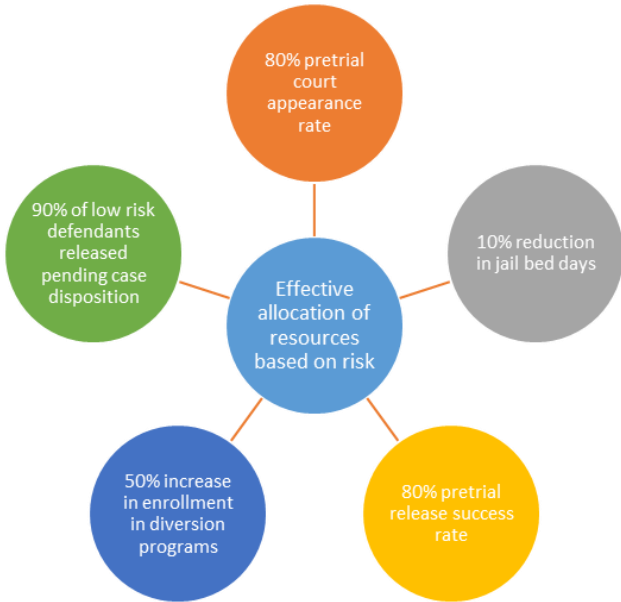 80% pretrial
court
appearance
rate
90% of low risk
defendants
released
pending case
disposition
10% reduction
in jail bed days
Effective
allocation of
resources
based on risk
50% increase
in enrollment
in diversion
programs
80% pretrial
release success
rate